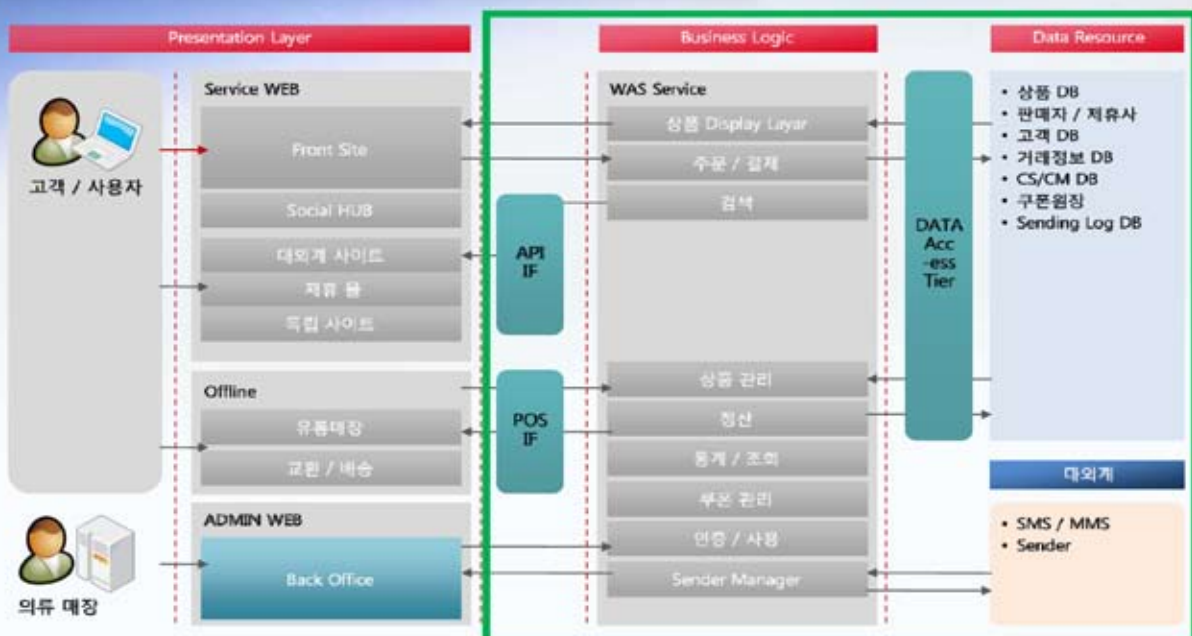 Presentation Layer
Business Logic
Data Resource
고객 / 사용자
의류 매장
Service WEB
Front Site
Social HUB
대외계 사이트
제휴 몰
독립 사이트
Offline
유통매장
교환 / 배송
ADMIN WEB
Back Office
API
IF
POS
IF
WAS Service
상품 Display Layar
주문 / 결제
검색
상품 관리
정산
통계 / 조회
쿠폰 관리
인증 / 사용
Sender Manager
DATA
Acc
-ess
Tier
• 상품 DB
• 판매자 / 제휴사
• 고객 DB
• 거래정보 DB
• CS/CM DB
• 쿠폰원장
• Sending Log DB
대외계
• SMS / MMS
• Sender